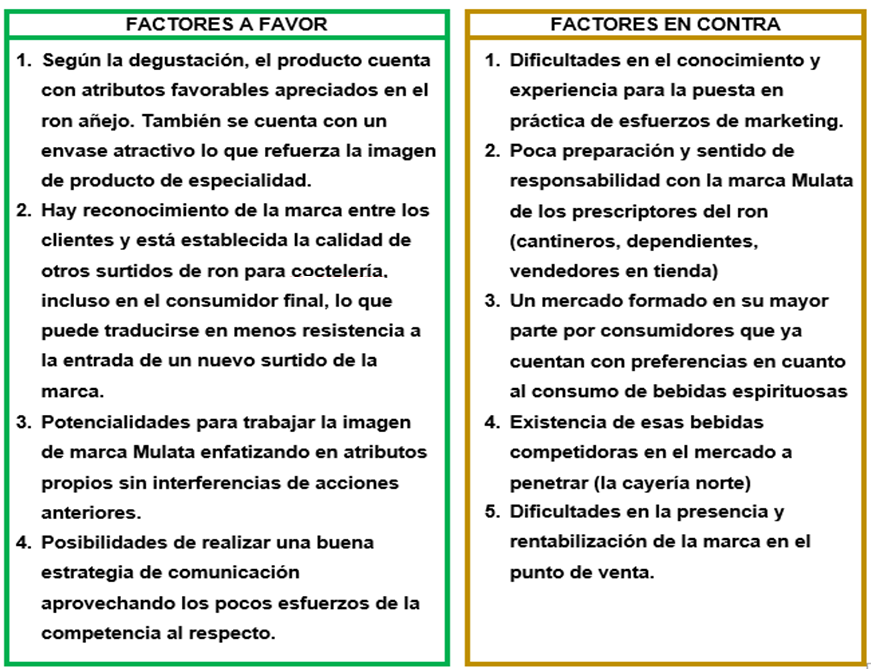 FACTORES A FAVOR
1. Según la degustación, el producto cuenta
con atributos favorables apreciados en el
ron añejo. También se cuenta con un
envase atractivo lo que refuerza la imagen
de producto de especialidad.
2. Hay reconocimiento de la marca entre los
clientes y está establecida la calidad de
otros surtidos de ron para coctelería,
incluso en el consumidor final, lo que
puede traducirse en menos resistencia a
la entrada de un nuevo surtido de la
marca.
3. Potencialidades para trabajar la imagen
de marca Mulata enfatizando en atributos
propios sin interferencias de acciones
anteriores.
4. Posibilidades de realizar una buena
estrategia de comunicación
aprovechando los pocos esfuerzos de la
competencia al respecto.
FACTORES EN CONTRA
1. Dificultades en el conocimiento y
experiencia para la puesta en
práctica de esfuerzos de marketing.
2. Poca preparación y sentido de
responsabilidad con la marca Mulata
de los prescriptores del ron
(cantineros, dependientes,
vendedores en tienda)
3. Un mercado formado en su mayor
parte por consumidores que ya
cuentan con preferencias en cuanto
al consumo de bebidas espirituosas
4. Existencia de esas bebidas
competidoras en el mercado a
penetrar (la cayería norte)
5. Dificultades en la presencia y
rentabilización de la marca en el
punto de venta.